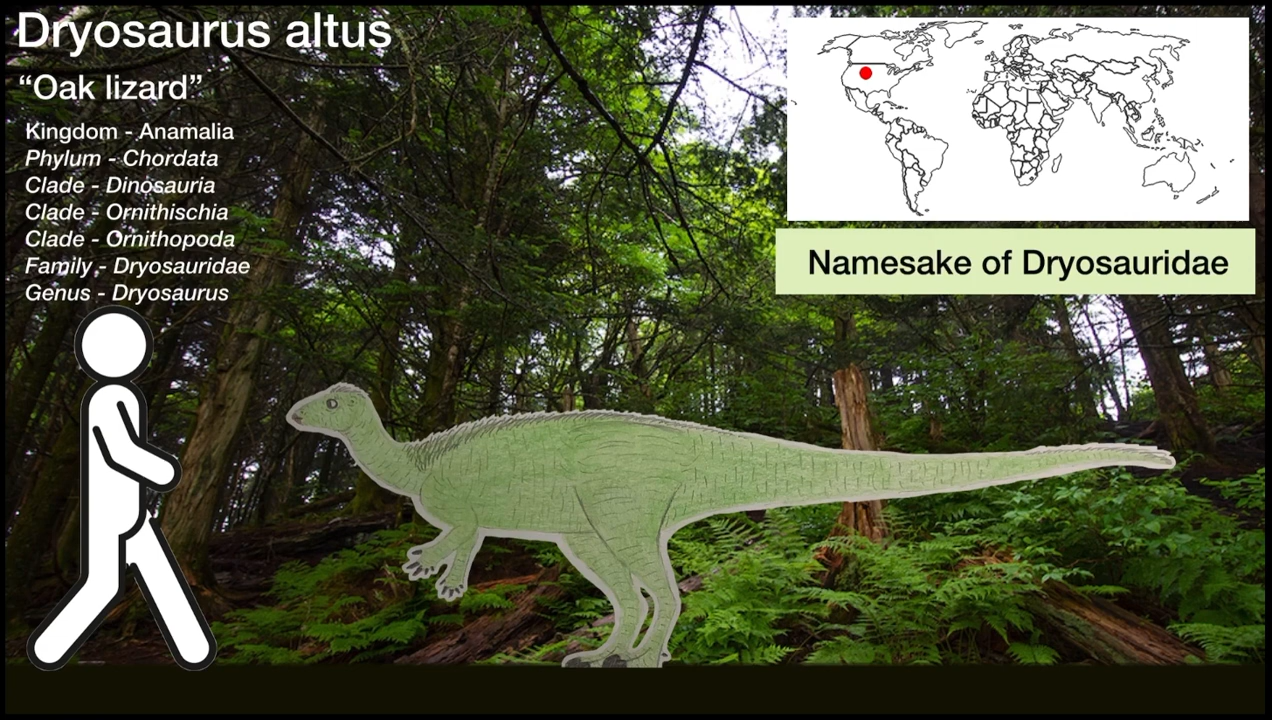 Dryosaurus altus
“Oak lizard”
Kingdom - Anamalia
Phylum - Chordata
Clade - Dinosauria
Clade - Ornithischia
Clade - Ornithopoda
Family - Dryosauridae
Genus - Dryosaurus
Namesake of Dryosauridae